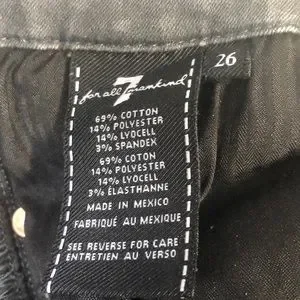 for all 7 mankind
26
69% COTTON
14% POLYESTER
14% LYOCELL
3% SPANDEX
69% COTON
14% POLYESTER
14% LYOCELL
3% ÉLASTHANNE
MADE IN MEXICO
FABRIQUÉ AU MEXIQUE
SEE REVERSE FOR CARE
ENTRETIEN AU VERSO